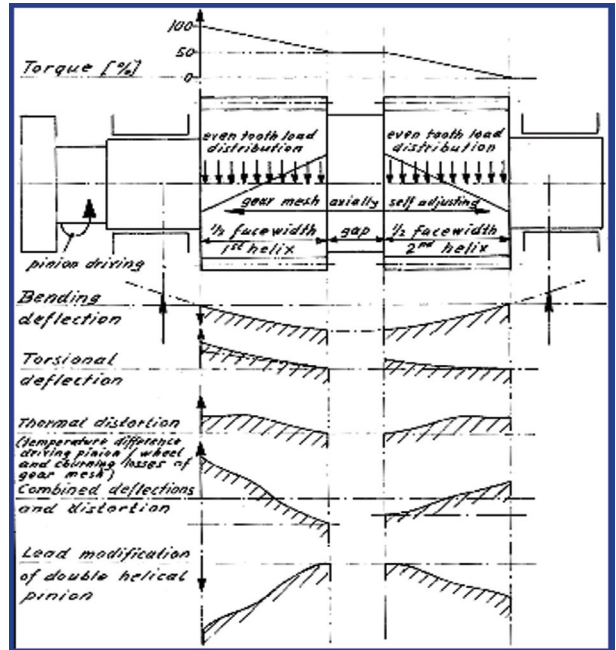 100
Torque [%]
50
0
even tooth load
distribution
even tooth load
distribution
gear mesh axially self adjusting
½ facewidth
1st helix
gap
½ facewidth
2nd helix
pinion driving
Bending
deflection
Torsional
deflection
Thermal distortion
(temperature difference
driving pinion / wheel
and churning losses of
gear mesh)
Combined deflections
and distortion
Lead modification
of double helical
pinion